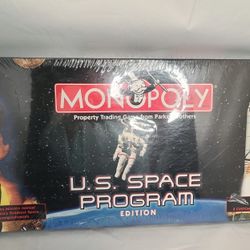 MONOPOLY
Property Trading Game from Parker Brothers
U.S. SPACE
PROGRAM
EDITION